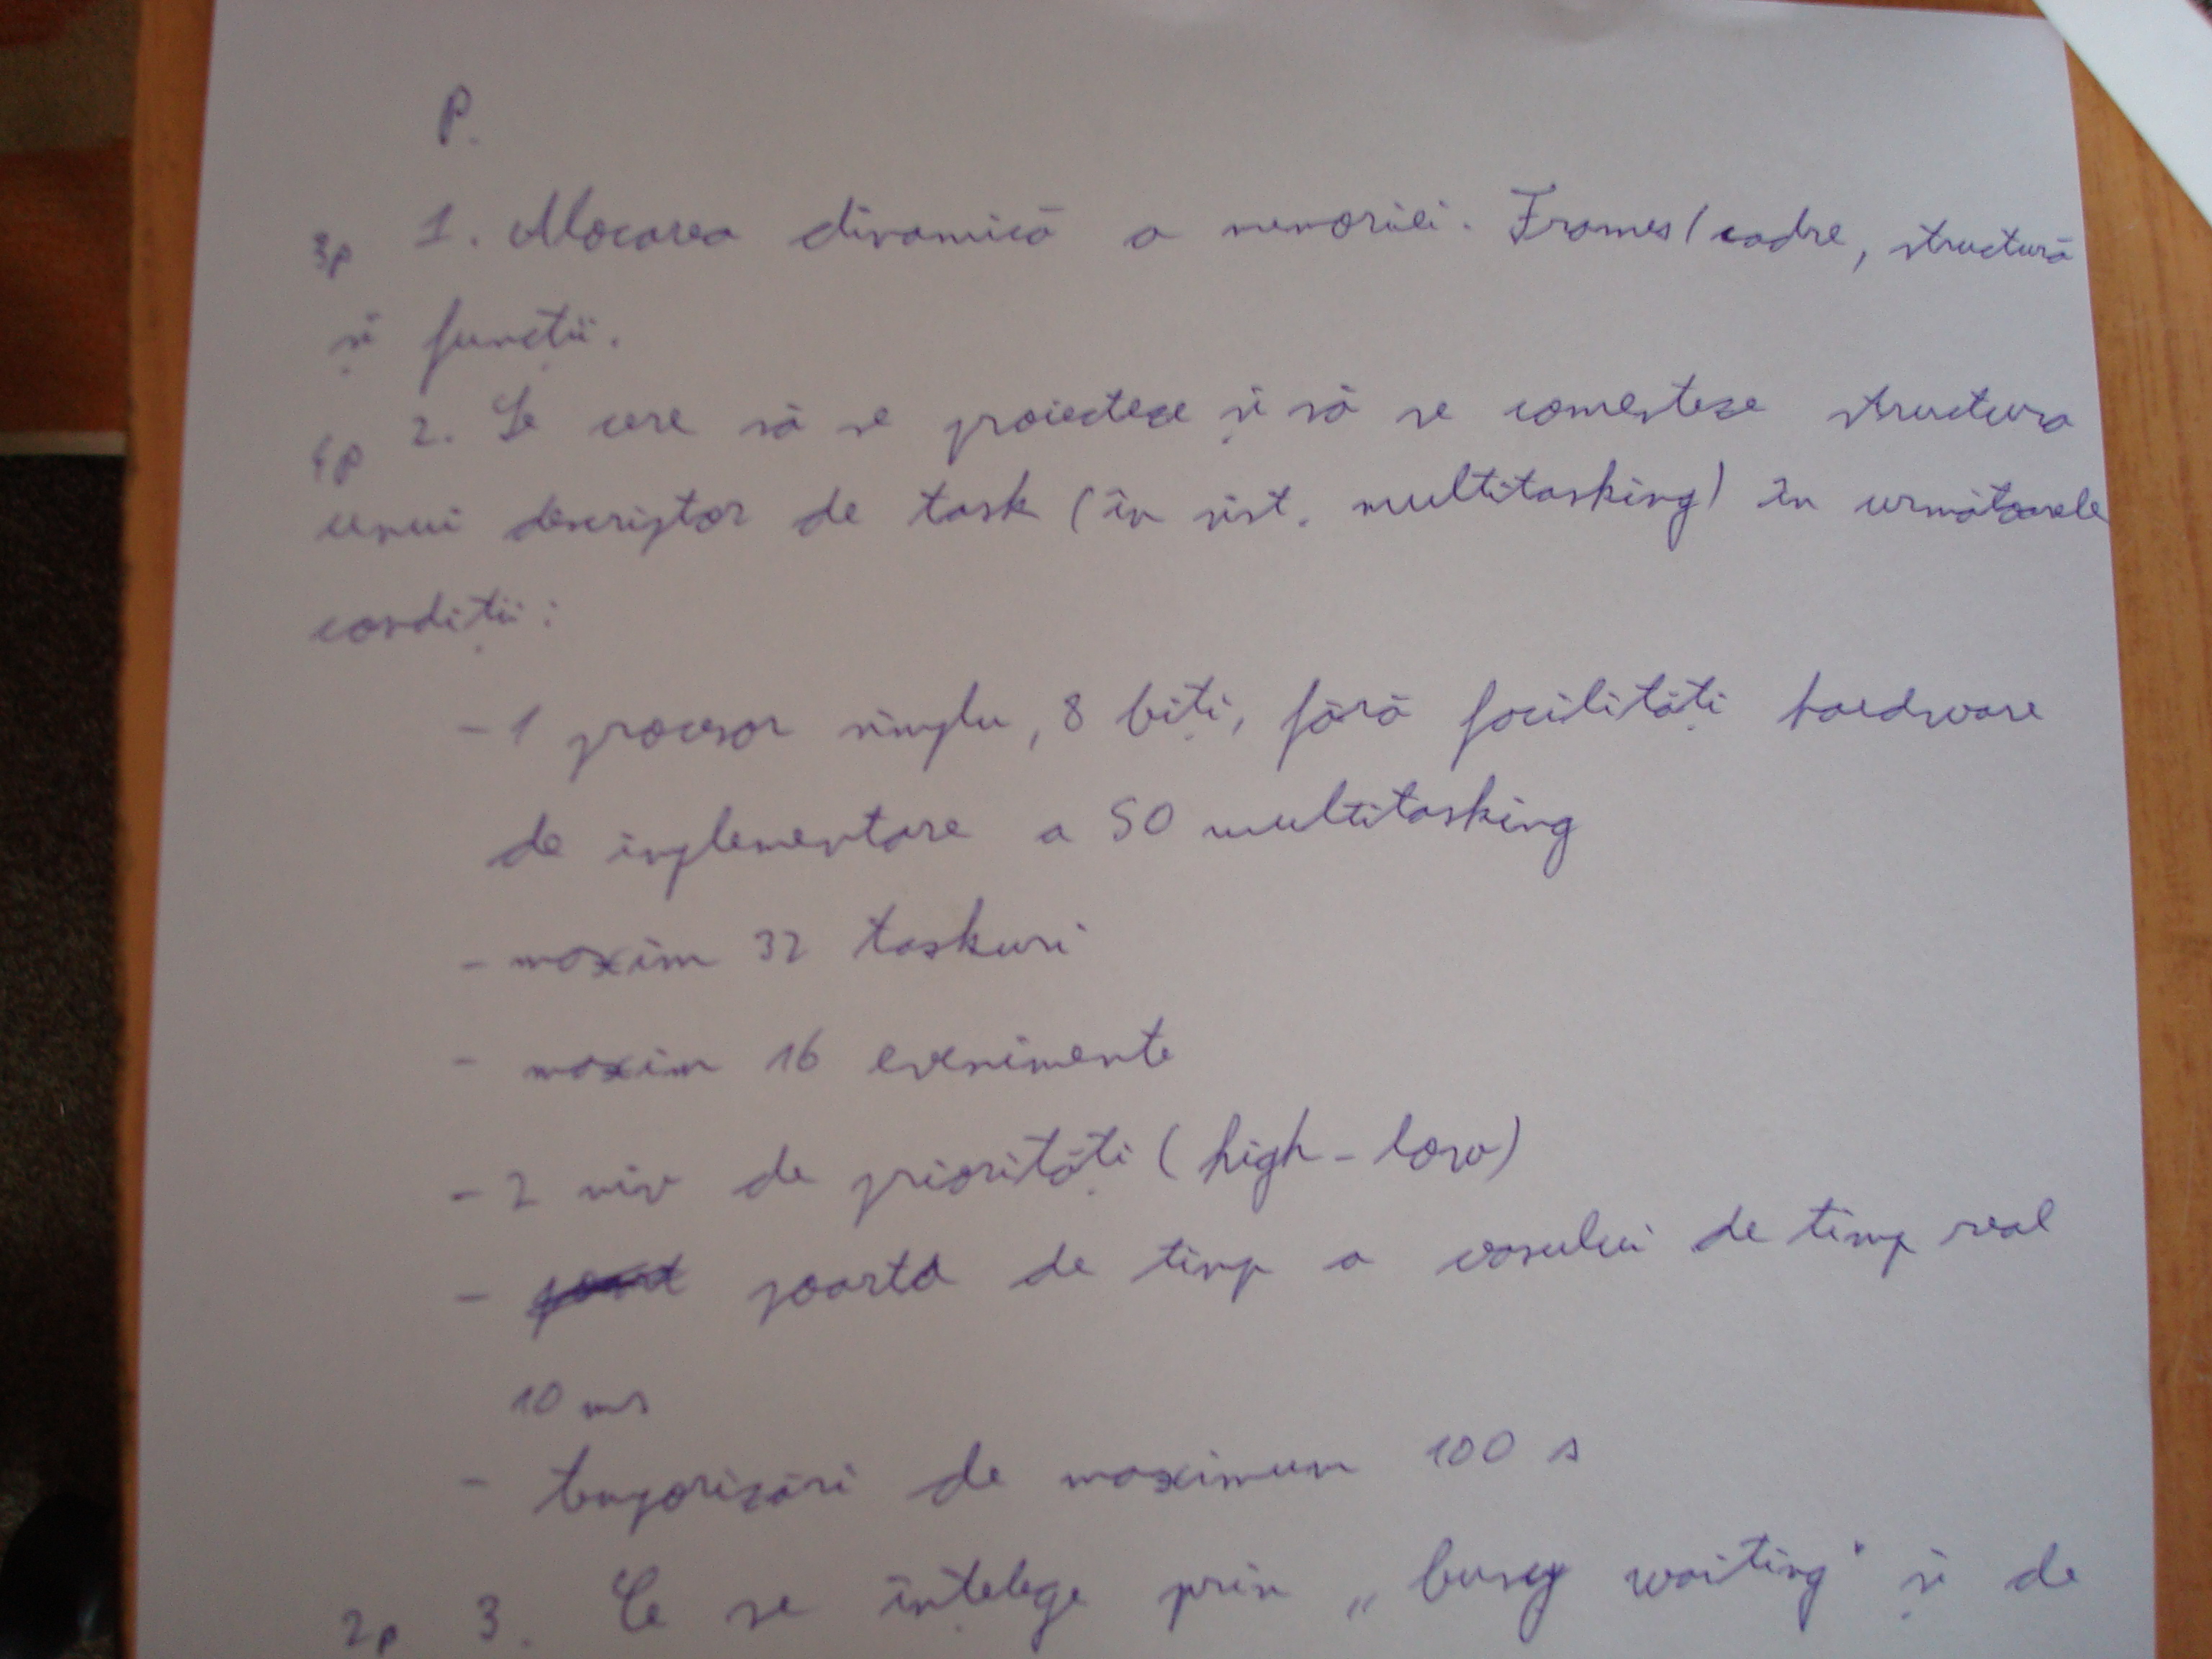 P.
3p 1. Alocarea dinamică a memoriei. Frames/cadre, structură
și funcții.
4p 2. Se cere să se proiecteze și să se comenteze structura
unui descriptor de task (în sist. multitasking) în următoarele
condiții:
- 1 procesor simplu, 8 biți, fără facilități hardware
de implementare a SO multitasking
- maxim 32 taskuri
- maxim 16 evenimente
- 2 niv de priorități (high - low)
- poarta de timp a ceasului de timp real
10 ms
- temporizări de maximum 100 s
2p 3. Ce se înțelege prin „busy waiting" și de